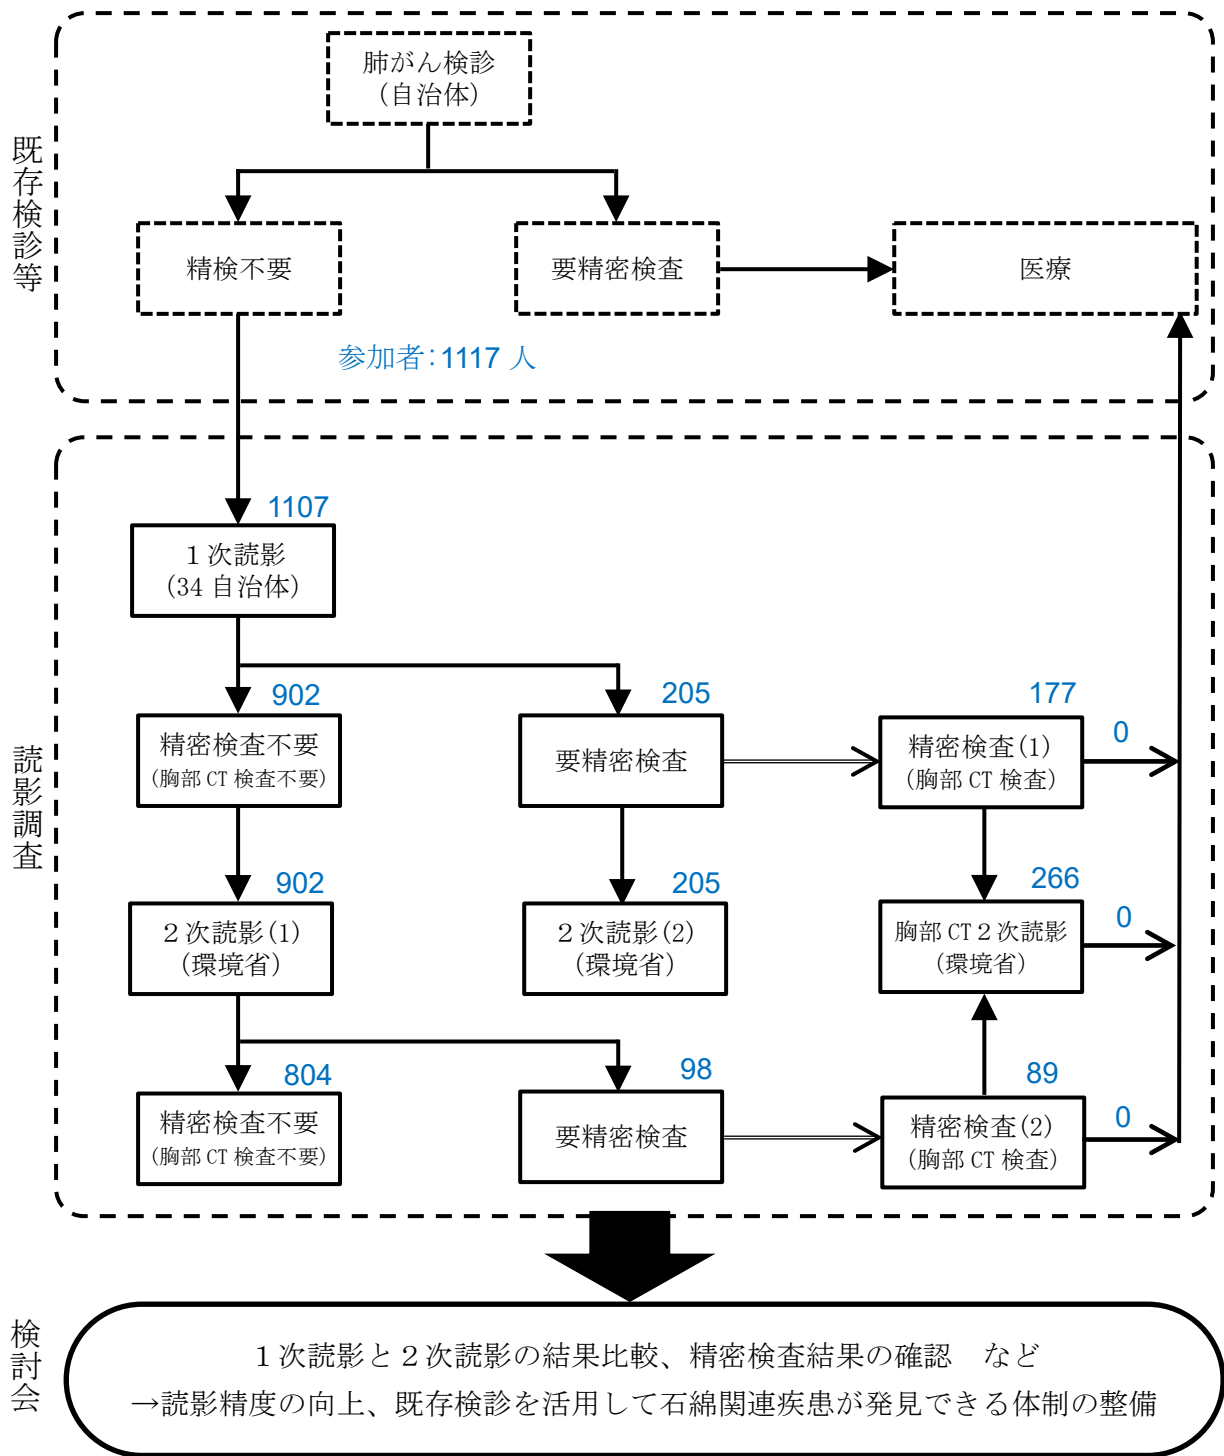 既存検診等
肺がん検診
(自治体)
精検不要
要精密検査
医療
参加者:1117 人
読影調査
1107
１次読影
(34 自治体)
902
精密検査不要
(胸部 CT 検査不要)
205
要精密検査
177
精密検査(1)
(胸部 CT 検査)
0
902
２次読影(1)
(環境省)
205
２次読影(2)
(環境省)
266
胸部 CT２次読影
(環境省)
0
804
精密検査不要
(胸部 CT 検査不要)
98
要精密検査
89
精密検査(2)
(胸部 CT 検査)
0
検討会
１次読影と２次読影の結果比較、精密検査結果の確認　など
→読影精度の向上、既存検診を活用して石綿関連疾患が発見できる体制の整備